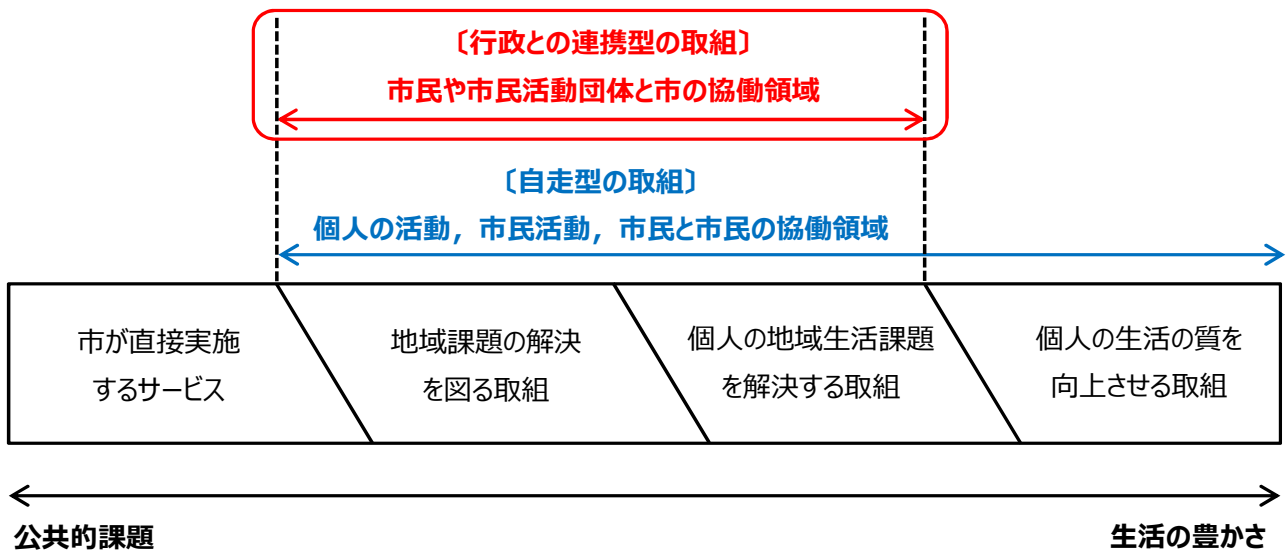 〔行政との連携型の取組〕
市民や市民活動団体と市の協働領域
〔自走型の取組〕
個人の活動，市民活動，市民と市民の協働領域
市が直接実施
するサービス
地域課題の解決
を図る取組
個人の地域生活課題
を解決する取組
個人の生活の質を
向上させる取組
公共的課題
生活の豊かさ